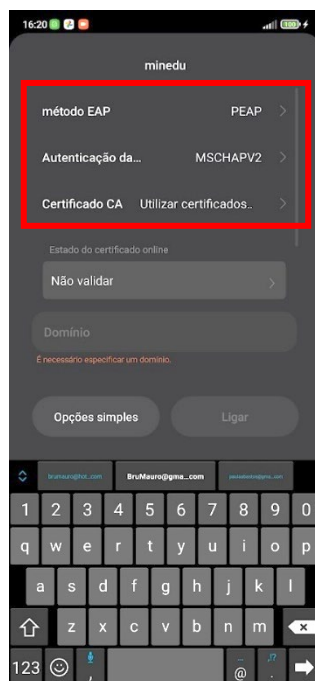 16:20 100
minedu
método EAP PEAP
Autenticação da... MSCHAPV2
Certificado CA Utilizar certificados..
Estado do certificado online
Não validar
Domínio
É necessário especificar um domínio.
Opções simples Ligar
BruMauro@gma...com
1 2 3 4 5 6 7 8 9 0
q w e r t y u i o p
a s d f g h j k l
z x c v b n m
123 , @ .,!?